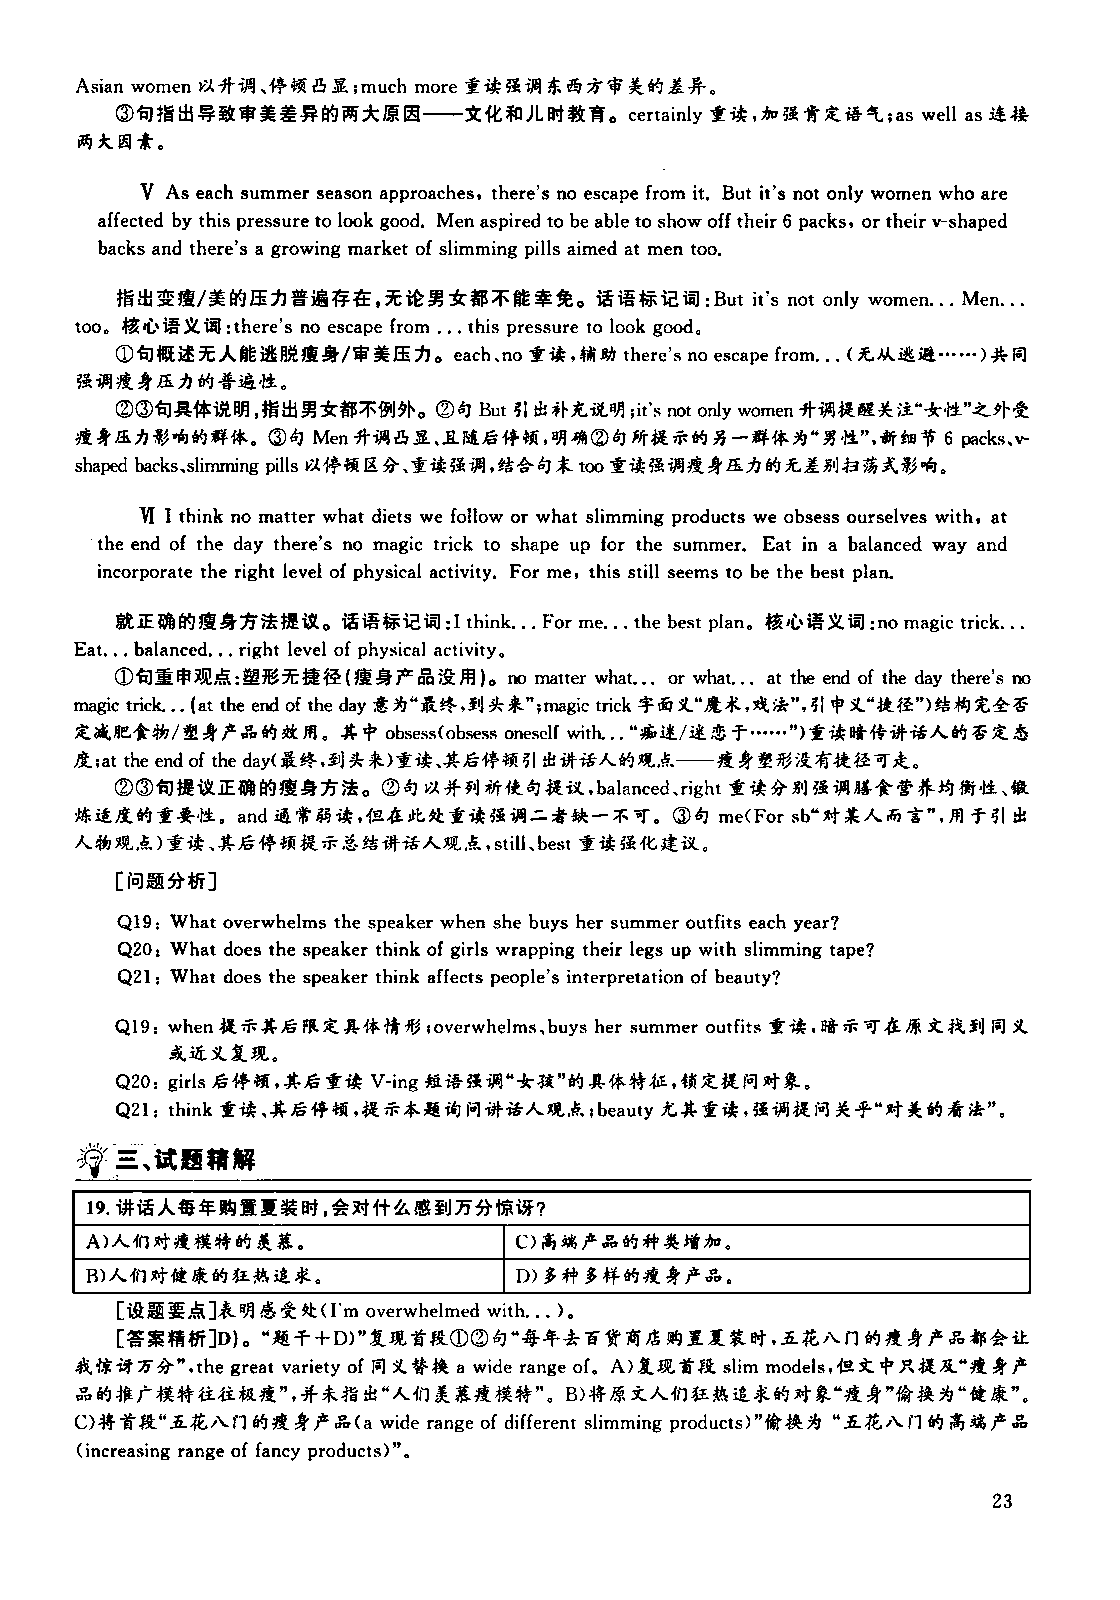 Asian women 以升调、停顿凸显;much more 重读强调东西方审美的差异。
③句指出导致审美差异的两大原因——文化和儿时教育。certainly 重读,加强肯定语气;as well as 连接
两大因素。
Ⅴ As each summer season approaches, there's no escape from it. But it's not only women who are
affected by this pressure to look good. Men aspired to be able to show off their 6 packs, or their v-shaped
backs and there's a growing market of slimming pills aimed at men too.
指出变瘦/美的压力普遍存在,无论男女都不能幸免。话语标记词:But it's not only women... Men...
too。核心语义词:there's no escape from ... this pressure to look good。
①句概述无人能逃脱瘦身/审美压力。each、no 重读,辅助 there's no escape from...(无从逃避……)共同
强调瘦身压力的普遍性。
②③句具体说明,指出男女都不例外。②句 But 引出补充说明;it's not only women 升调提醒关注“女性”之外受
瘦身压力影响的群体。③句 Men 升调凸显、且随后停顿,明确②句所提示的另一群体为“男性”,新细节 6 packs、v-
shaped backs、slimming pills 以停顿区分、重读强调,结合句末 too 重读强调瘦身压力的无差别扫荡式影响。
Ⅵ I think no matter what diets we follow or what slimming products we obsess ourselves with, at
the end of the day there's no magic trick to shape up for the summer. Eat in a balanced way and
incorporate the right level of physical activity. For me, this still seems to be the best plan.
就正确的瘦身方法提议。话语标记词:I think... For me... the best plan。核心语义词:no magic trick...
Eat... balanced... right level of physical activity。
①句重申观点:塑形无捷径(瘦身产品没用)。no matter what... or what... at the end of the day there's no
magic trick...(at the end of the day 意为“最终,到头来”;magic trick 字面义“魔术,戏法”,引申义“捷径”)结构完全否
定减肥食物/塑身产品的效用。其中 obsess(obsess oneself with...“痴迷/迷恋于……”)重读暗传讲话人的否定态
度;at the end of the day(最终,到头来)重读、其后停顿引出讲话人的观点——瘦身塑形没有捷径可走。
②③句提议正确的瘦身方法。②句以并列祈使句提议,balanced、right 重读分别强调膳食营养均衡性、锻
炼适度的重要性。and 通常弱读,但在此处重读强调二者缺一不可。③句 me(For sb“对某人而言”,用于引出
人物观点)重读、其后停顿提示总结讲话人观点,still、best 重读强化建议。
[问题分析]
Q19: What overwhelms the speaker when she buys her summer outfits each year?
Q20: What does the speaker think of girls wrapping their legs up with slimming tape?
Q21: What does the speaker think affects people's interpretation of beauty?
Q19: when 提示其后限定具体情形;overwhelms、buys her summer outfits 重读,暗示可在原文找到同义
或近义复现。
Q20: girls 后停顿,其后重读 V-ing 短语强调“女孩”的具体特征,锁定提问对象。
Q21: think 重读、其后停顿,提示本题询问讲话人观点;beauty 尤其重读,强调提问关乎“对美的看法”。
三、试题精解
19. 讲话人每年购置夏装时,会对什么感到万分惊讶?
A)人们对瘦模特的羡慕。 C)高端产品的种类增加。
B)人们对健康的狂热追求。 D)多种多样的瘦身产品。
[设题要点]表明感受处(I'm overwhelmed with...)。
[答案精析]D)。“题干+D)”复现首段①②句“每年去百货商店购置夏装时,五花八门的瘦身产品都会让
我惊讶万分”,the great variety of 同义替换 a wide range of。A)复现首段 slim models,但文中只提及“瘦身产
品的推广模特往往极瘦”,并未指出“人们羡慕瘦模特”。B)将原文人们狂热追求的对象“瘦身”偷换为“健康”。
C)将首段“五花八门的瘦身产品(a wide range of different slimming products)”偷换为 “五花八门的高端产品
(increasing range of fancy products)”。
23